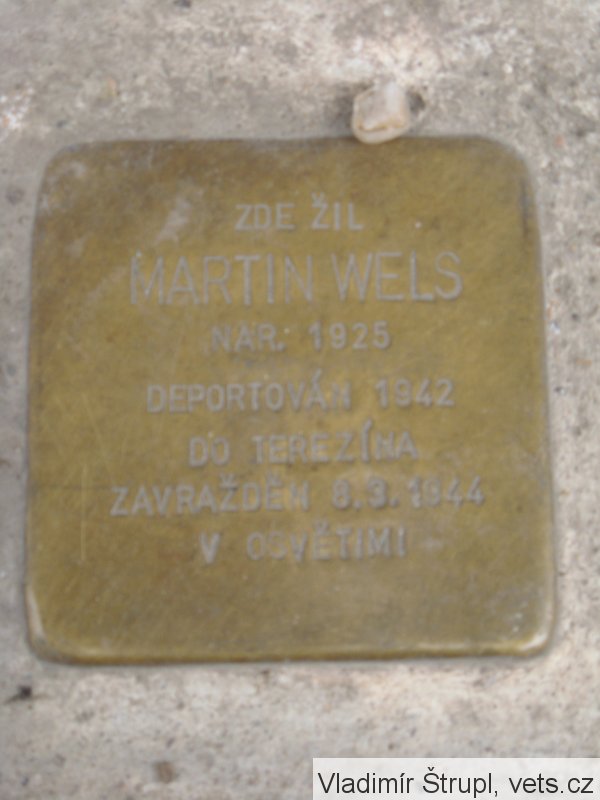 ZDE ŽIL
MARTIN WELS
NAR. 1925
DEPORTOVÁN 1942
DO TEREZÍNA
ZAVRAŽDĚN 8.3.1944
V OSVĚTIMI
Vladimír Štrupl, vets.cz